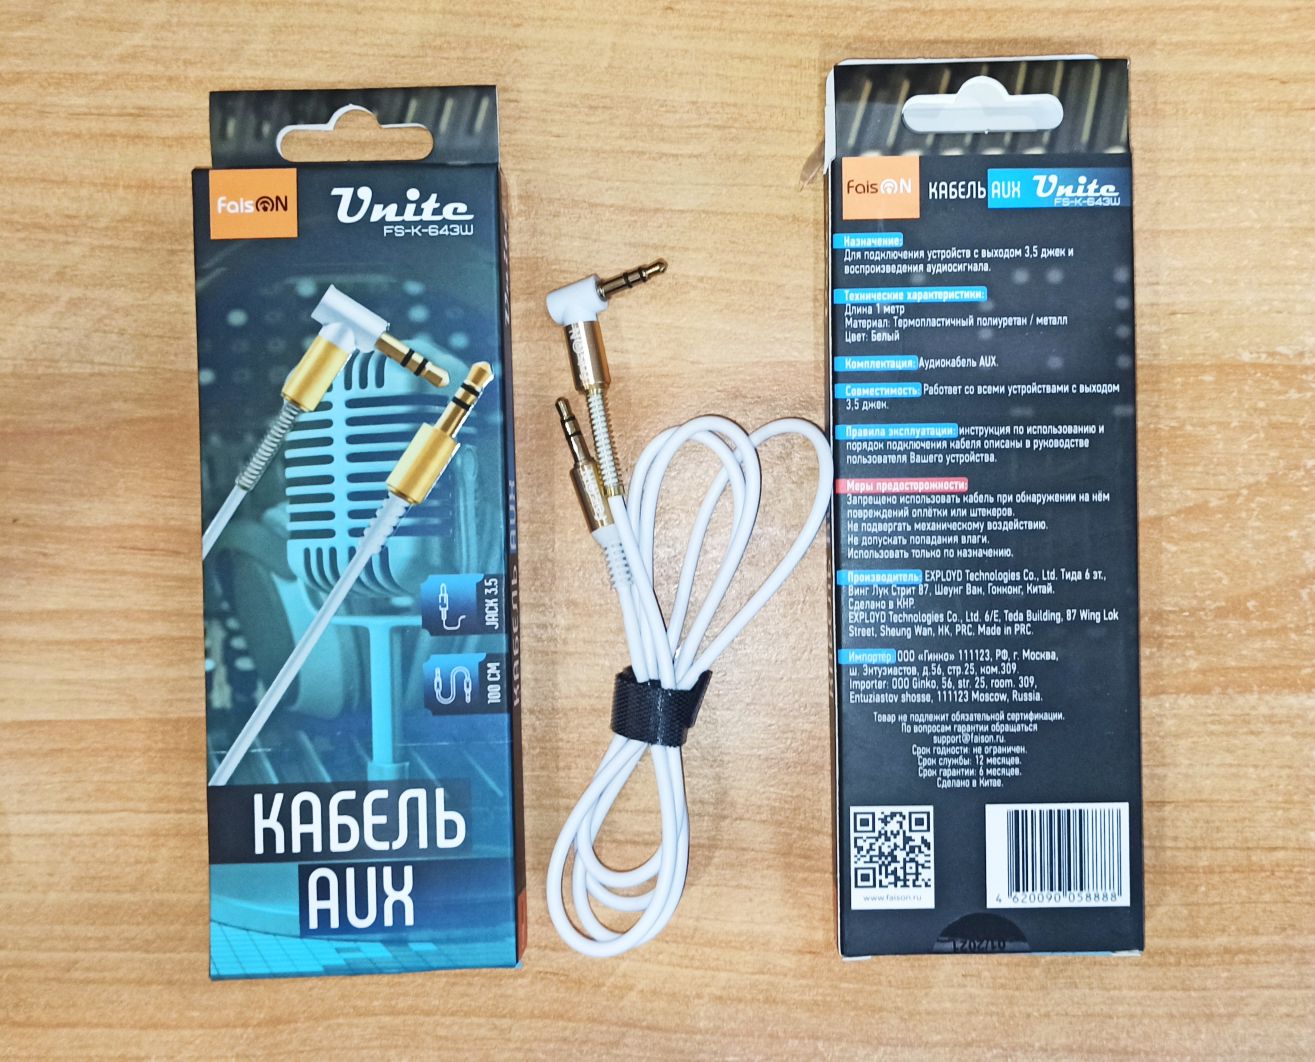 FaisON
Unite
FS-K-643W
JACK 3.5
100 CM
КАБЕЛЬ AUX
КАБЕЛЬ
AUX
FaisON
КАБЕЛЬ AUX Unite
FS-K-643W
Назначение:
Для подключения устройств с выходом 3,5 джек и
воспроизведения аудиосигнала.
Технические характеристики:
Длина 1 метр
Материал: Термопластичный полиуретан / металл
Цвет: Белый
Комплектация: Аудиокабель AUX.
Совместимость: Работает со всеми устройствами с выходом
3,5 джек.
Правила эксплуатации: инструкция по использованию и
порядок подключения кабеля описаны в руководстве
пользователя Вашего устройства.
Меры предосторожности:
Запрещено использовать кабель при обнаружении на нём
повреждений оплётки или штекеров.
Не подвергать механическому воздействию.
Не допускать попадания влаги.
Использовать только по назначению.
Производитель: EXPLOYD Technologies Co., Ltd. Тида 6 эт.,
Винг Лук Стрит 87, Шеунг Ван, Гонконг, Китай.
Сделано в КНР.
EXPLOYD Technologies Co., Ltd. 6/E, Teda Building, 87 Wing Lok
Street, Sheung Wan, HK, PRC. Made in PRC.
Импортер: ООО «Гинко» 111123, РФ, г. Москва,
ш. Энтузиастов, д.56, стр.25, ком.309.
Importer: OOO Ginko, 56, str. 25, room. 309,
Entuziastov shosse, 111123 Moscow, Russia.
Товар не подлежит обязательной сертификации.
По вопросам гарантии обращаться
support@faison.ru.
Срок годности: не ограничен.
Срок службы: 12 месяцев.
Срок гарантии: 6 месяцев.
Сделано в Китае.
www.faison.ru
4 620090 058888
07/2021